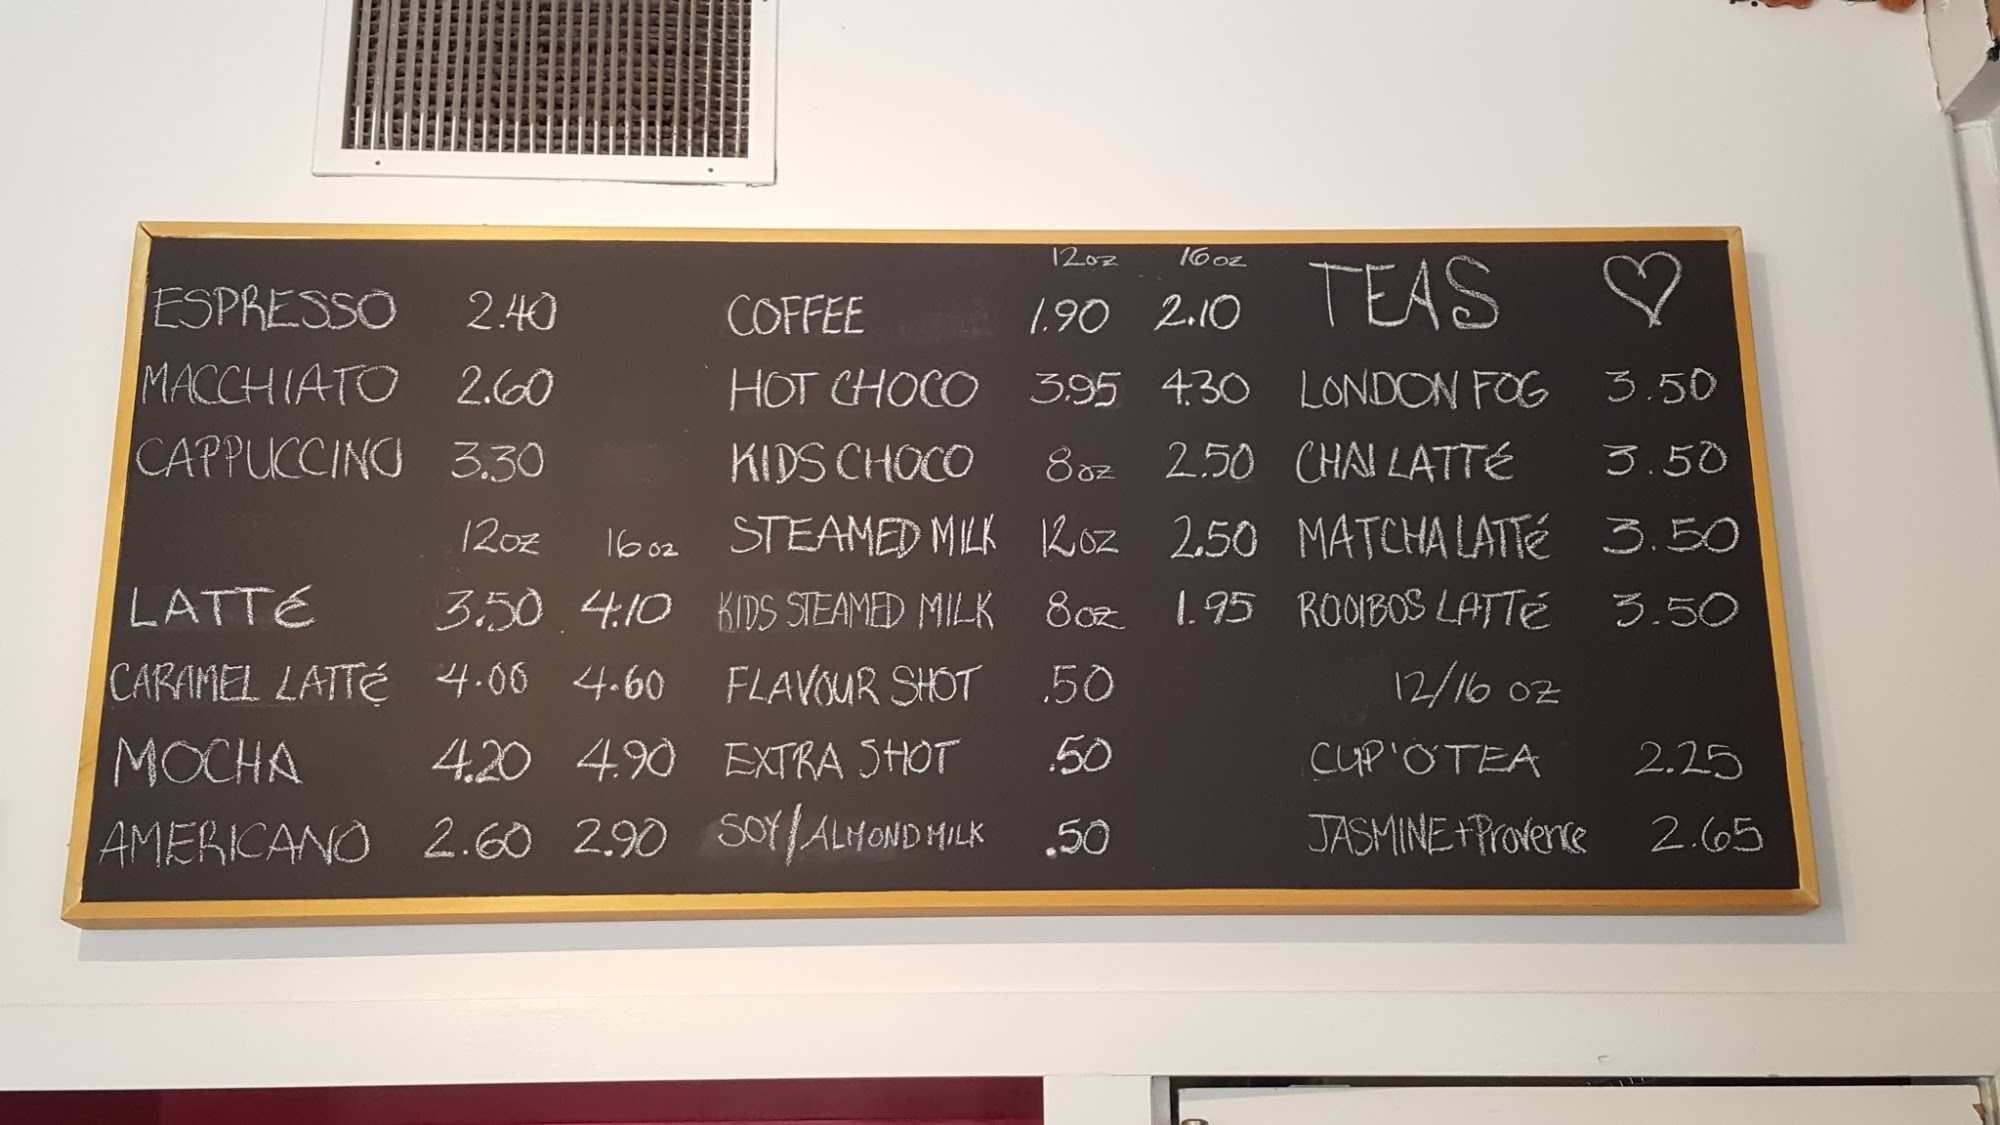 ESPRESSO 2.40
MACCHIATO 2.60
CAPPUCCINO 3.30
12oz 16oz
LATTÉ 3.50 4.10
CARAMEL LATTÉ 4.00 4.60
MOCHA 4.20 4.90
AMERICANO 2.60 2.90
12oz 16oz
COFFEE 1.90 2.10
HOT CHOCO 3.95 4.30
KIDS CHOCO 8oz 2.50
STEAMED MILK 12oz 2.50
KIDS STEAMED MILK 8oz 1.95
FLAVOUR SHOT .50
EXTRA SHOT .50
SOY/ALMOND MILK .50
TEAS
LONDON FOG 3.50
CHAI LATTÉ 3.50
MATCHA LATTÉ 3.50
ROOIBOS LATTÉ 3.50
12/16 oz
CUP'O'TEA 2.25
JASMINE+Provence 2.65